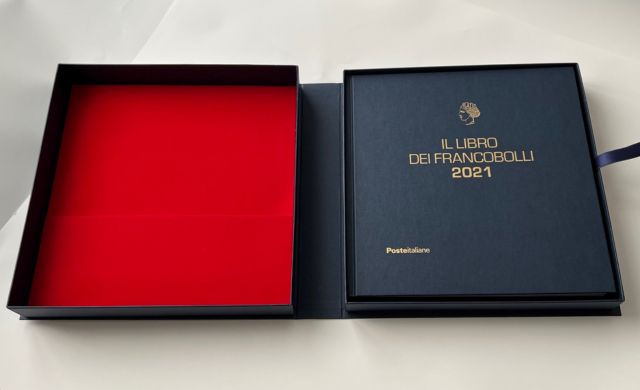 IL LIBRO
DEI FRANCOBOLLI
2021
Posteitaliane